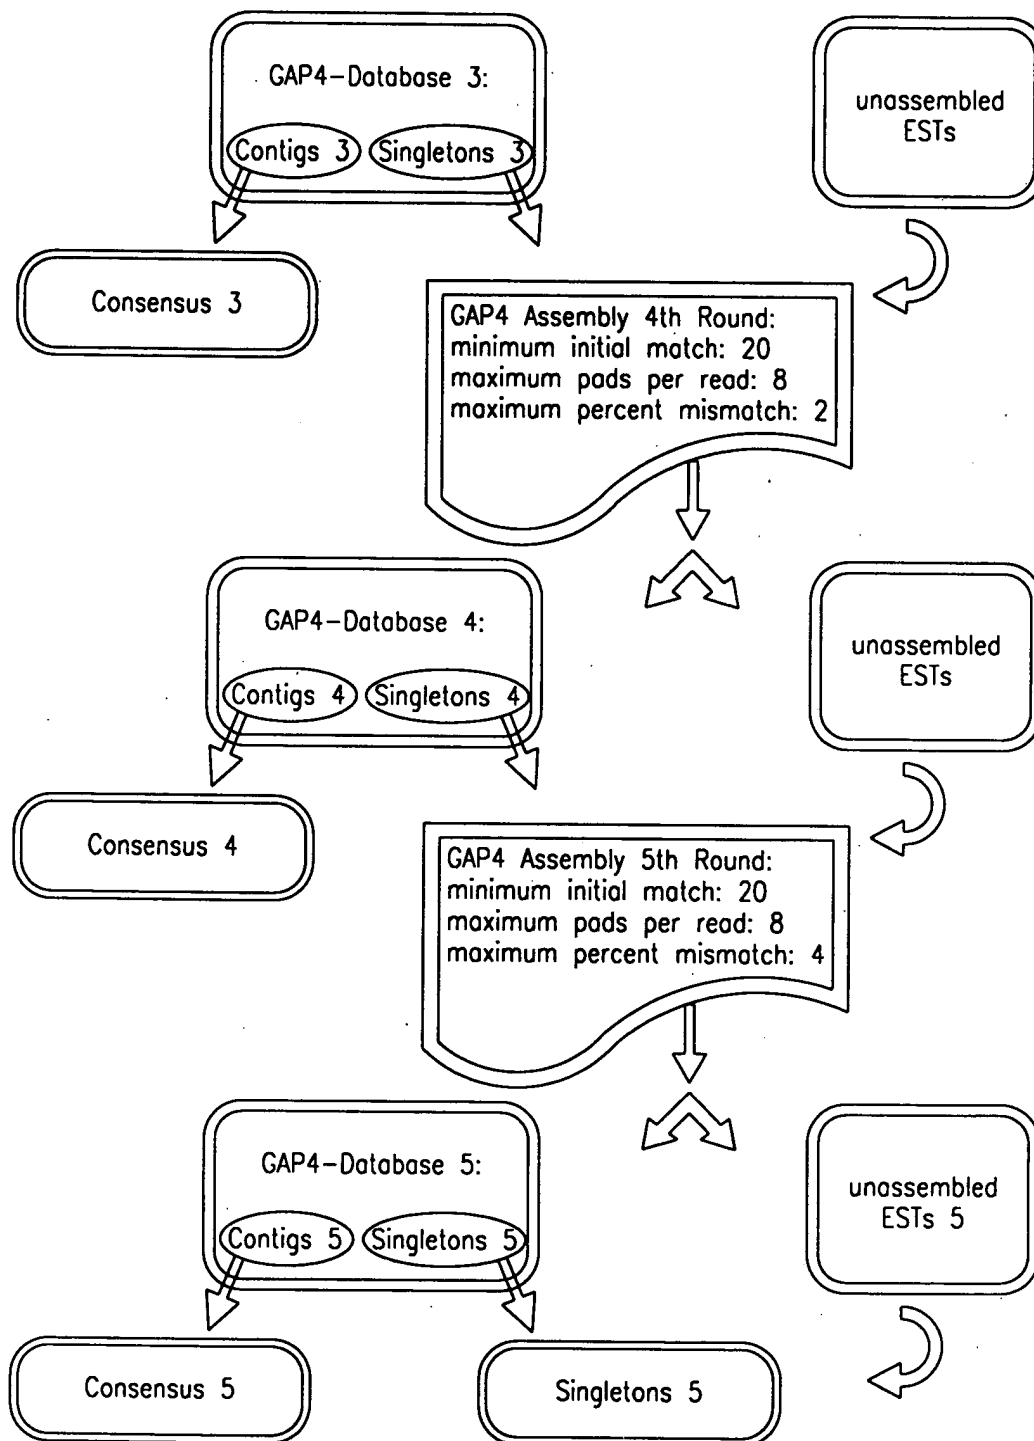 GAP4-Database 3:
Contigs 3
Singletons 3
unassembled
ESTs
Consensus 3
GAP4 Assembly 4th Round:
minimum initial match: 20
maximum pads per read: 8
maximum percent mismatch: 2
GAP4-Database 4:
Contigs 4
Singletons 4
unassembled
ESTs
Consensus 4
GAP4 Assembly 5th Round:
minimum initial match: 20
maximum pads per read: 8
maximum percent mismatch: 4
GAP4-Database 5:
Contigs 5
Singletons 5
unassembled
ESTs 5
Consensus 5
Singletons 5